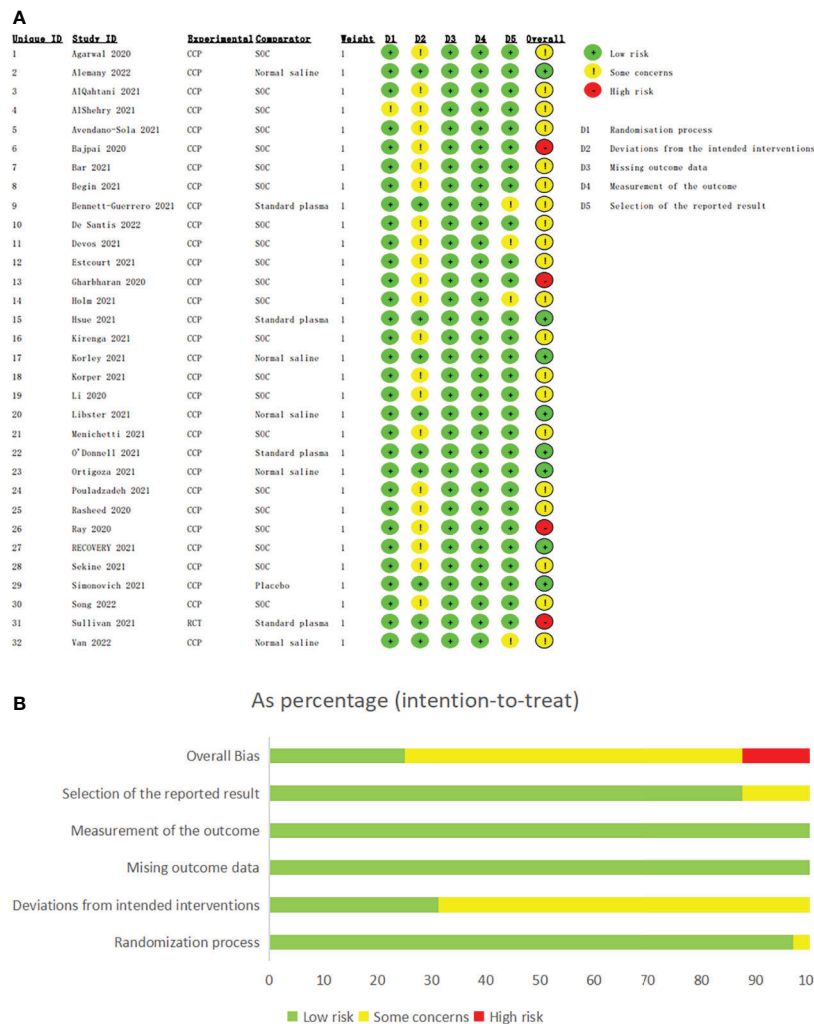 A
Unique ID Study ID Experimental Comparator Weight D1 D2 D3 D4 D5 Overall
1 Agarwal 2020 CCP SOC 1 + ! + + + !
2 Alemany 2022 CCP Normal saline 1 + + + + + +
3 AlQahtani 2021 CCP SOC 1 + ! + + + !
4 AlShehry 2021 CCP SOC 1 ! ! + + + !
5 Avendano-Sola 2021 CCP SOC 1 + ! + + + !
6 Bajpai 2020 CCP SOC 1 + ! + + + -
7 Bar 2021 CCP SOC 1 + ! + + + !
8 Begin 2021 CCP SOC 1 + ! + + + !
9 Bennett-Guerrero 2021 CCP Standard plasma 1 + + + + ! !
10 De Santis 2022 CCP SOC 1 + ! + + + !
11 Devos 2021 CCP SOC 1 + ! + + ! !
12 Estcourt 2021 CCP SOC 1 + ! + + + !
13 Gharbharan 2020 CCP SOC 1 + ! + + + -
14 Holm 2021 CCP SOC 1 + ! + + ! !
15 Hsue 2021 CCP Standard plasma 1 + + + + + +
16 Kirenga 2021 CCP SOC 1 + ! + + + !
17 Korley 2021 CCP Normal saline 1 + + + + + +
18 Korper 2021 CCP SOC 1 + ! + + + !
19 Li 2020 CCP SOC 1 + ! + + + !
20 Libster 2021 CCP Normal saline 1 + + + + + +
21 Menichetti 2021 CCP SOC 1 + ! + + + !
22 O'Donnell 2021 CCP Standard plasma 1 + + + + + +
23 Ortigoza 2021 CCP Normal saline 1 + + + + + +
24 Pouladzadeh 2021 CCP SOC 1 + ! + + + !
25 Rasheed 2020 CCP SOC 1 + ! + + + !
26 Ray 2020 CCP SOC 1 + ! + + + -
27 RECOVERY 2021 CCP SOC 1 + ! + + + +
28 Sekine 2021 CCP SOC 1 + ! + + + !
29 Simonovich 2021 CCP Placebo 1 + + + + + +
30 Song 2022 CCP SOC 1 + ! + + + !
31 Sullivan 2021 RCT Standard plasma 1 + + + + + -
32 Van 2022 CCP Normal saline 1 + + + + ! !
+ Low risk
! Some concerns
- High risk
D1 Randomisation process
D2 Deviations from the intended interventions
D3 Missing outcome data
D4 Measurement of the outcome
D5 Selection of the reported result
B
As percentage (intention-to-treat)
Overall Bias
Selection of the reported result
Measurement of the outcome
Mising outcome data
Deviations from intended interventions
Randomization process
0 10 20 30 40 50 60 70 80 90 10
Low risk Some concerns High risk